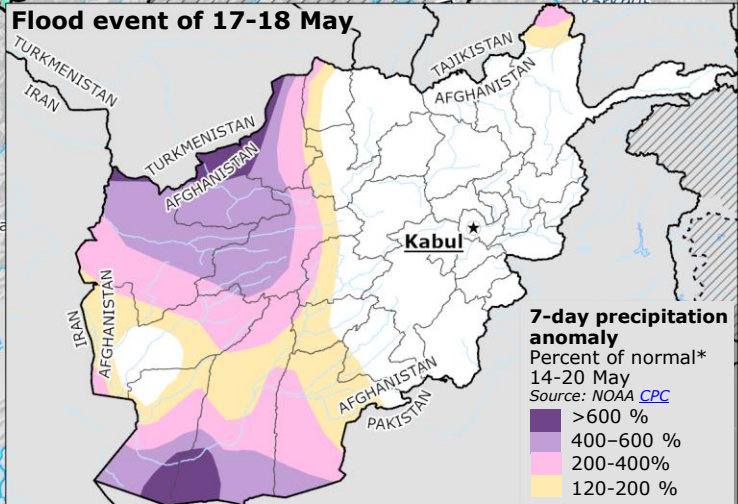 Flood event of 17-18 May
TURKMENISTAN
IRAN
TAJIKISTAN
AFGHANISTAN
TURKMENISTAN
AFGHANISTAN
Kabul
IRAN
AFGHANISTAN
AFGHANISTAN
PAKISTAN
7-day precipitation
anomaly
Percent of normal*
14-20 May
Source: NOAA CPC
>600 %
400–600 %
200-400%
120-200 %